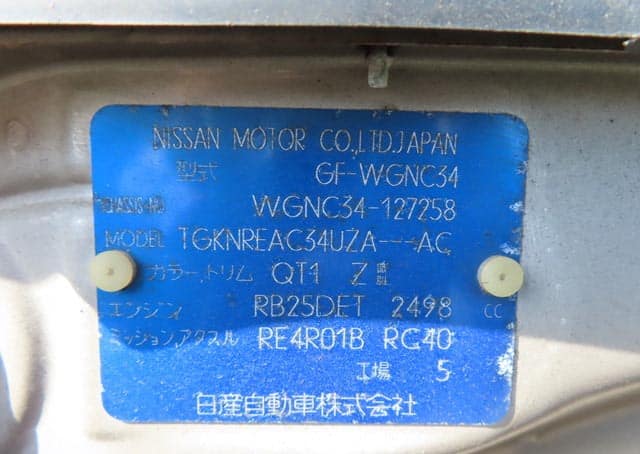 NISSAN MOTOR CO.,LTD.JAPAN
型式 GF-WGNC34
CHASSIS NO WGNC34-127258
MODEL TGKNREAC34UZA---AC
カラー,トリム QT1 Z
エンジン RB25DET 2498 CC
ミッション,アクスル RE4R01B RC40
工場 5
日産自動車株式会社